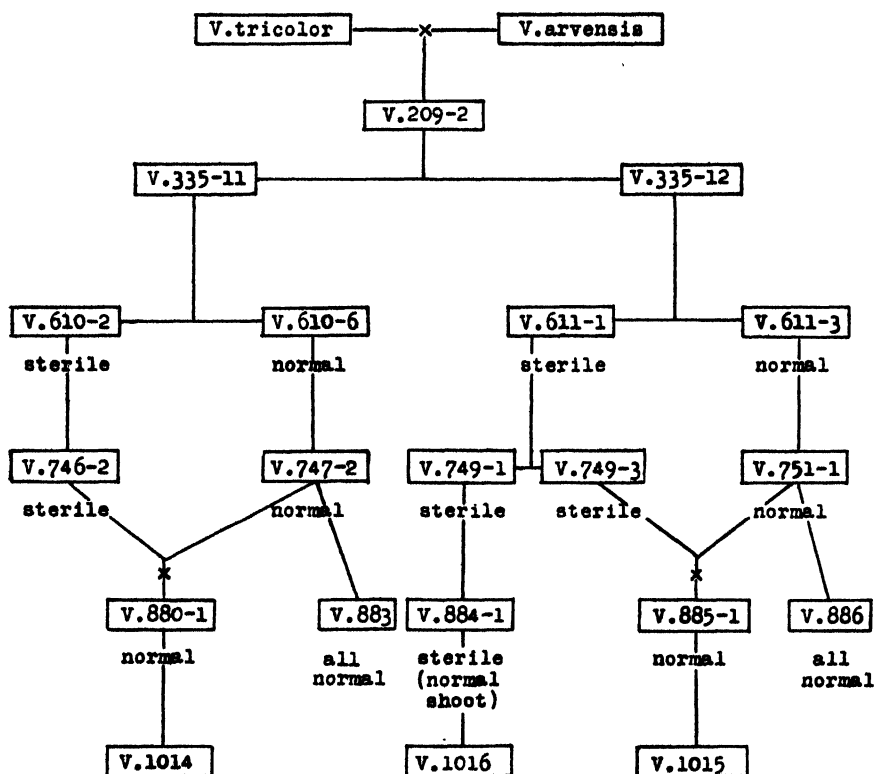 V.tricolor × V.arvensis
V.209-2
V.335-11 V.335-12
V.610-2 V.610-6 V.611-1 V.611-3
sterile normal sterile normal
V.746-2 V.747-2 V.749-1 V.749-3 V.751-1
sterile normal sterile sterile normal
× ×
V.880-1 V.883 V.884-1 V.885-1 V.886
normal all sterile normal all
normal (normal normal
shoot)
V.1014 V.1016 V.1015